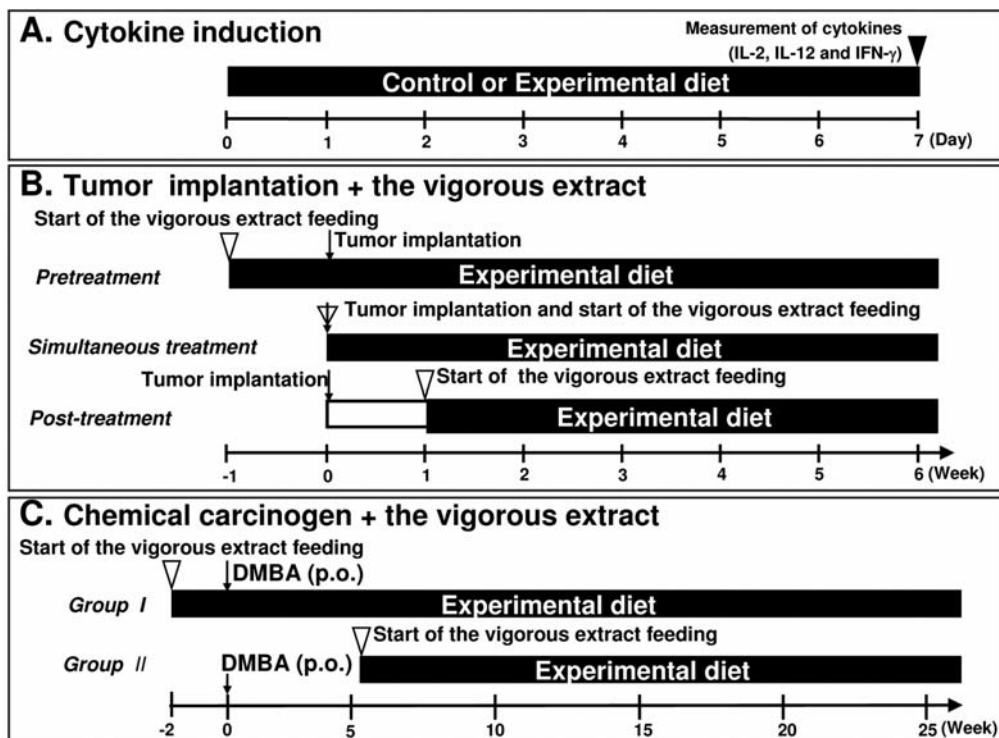 A. Cytokine induction
Measurement of cytokines
(IL-2, IL-12 and IFN-γ)
Control or Experimental diet
0 1 2 3 4 5 6 7 (Day)
B. Tumor implantation + the vigorous extract
Start of the vigorous extract feeding
Tumor implantation
Pretreatment Experimental diet
Tumor implantation and start of the vigorous extract feeding
Simultaneous treatment Experimental diet
Tumor implantation Start of the vigorous extract feeding
Post-treatment Experimental diet
-1 0 1 2 3 4 5 6 (Week)
C. Chemical carcinogen + the vigorous extract
Start of the vigorous extract feeding
DMBA (p.o.)
Group I Experimental diet
Start of the vigorous extract feeding
Group II DMBA (p.o.) Experimental diet
-2 0 5 10 15 20 25 (Week)